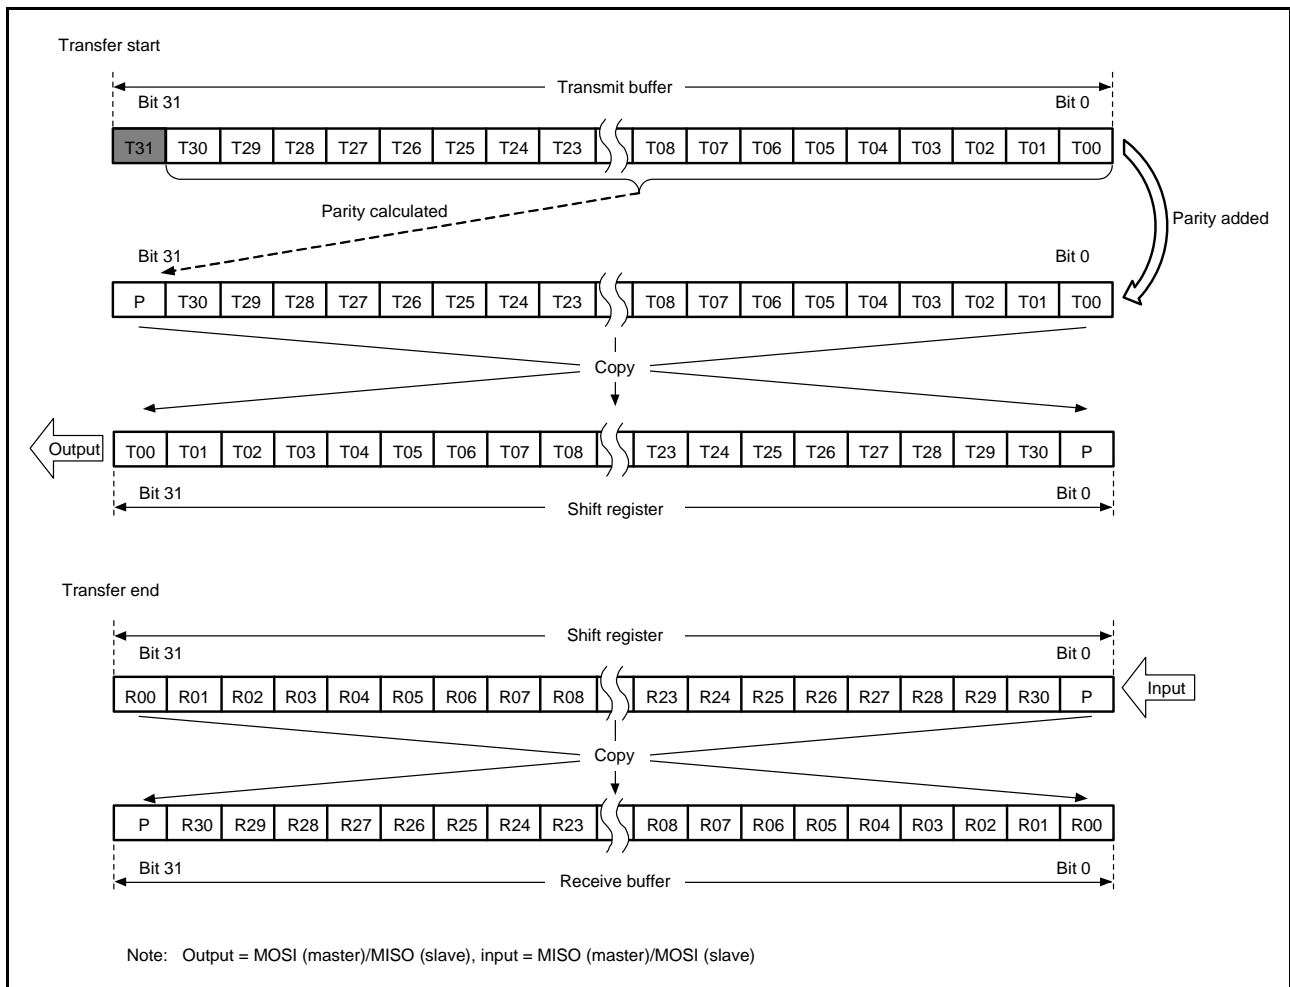 Transfer start
Transmit buffer
Bit 31 Bit 0
T31 T30 T29 T28 T27 T26 T25 T24 T23 T08 T07 T06 T05 T04 T03 T02 T01 T00
Parity calculated
Parity added
Bit 31 Bit 0
P T30 T29 T28 T27 T26 T25 T24 T23 T08 T07 T06 T05 T04 T03 T02 T01 T00
Copy
Output
T00 T01 T02 T03 T04 T05 T06 T07 T08 T23 T24 T25 T26 T27 T28 T29 T30 P
Bit 31 Bit 0
Shift register
Transfer end
Shift register
Bit 31 Bit 0
R00 R01 R02 R03 R04 R05 R06 R07 R08 R23 R24 R25 R26 R27 R28 R29 R30 P
Input
Copy
P R30 R29 R28 R27 R26 R25 R24 R23 R08 R07 R06 R05 R04 R03 R02 R01 R00
Bit 31 Bit 0
Receive buffer
Note: Output = MOSI (master)/MISO (slave), input = MISO (master)/MOSI (slave)